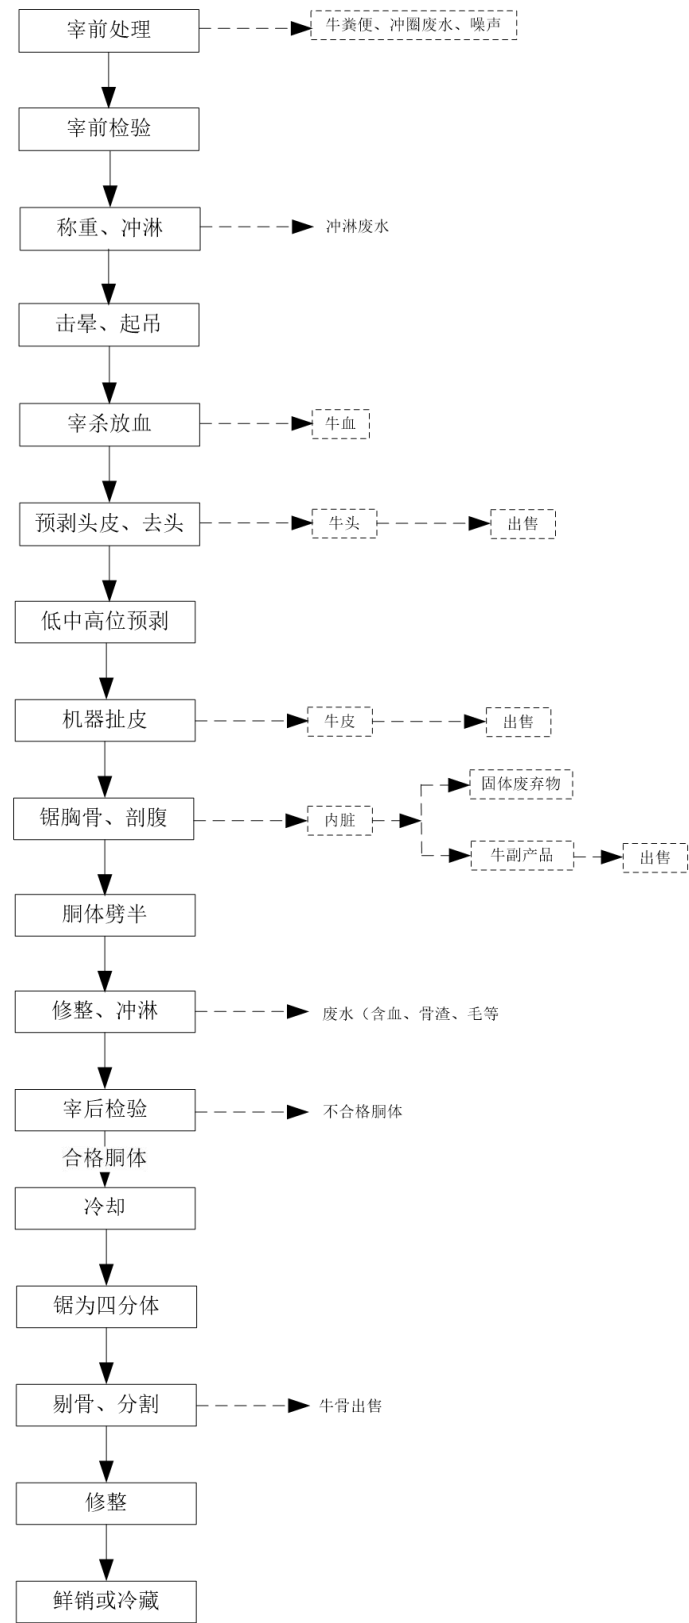 宰前处理
牛粪便、冲圈废水、噪声
宰前检验
称重、冲淋
冲淋废水
击晕、起吊
宰杀放血
牛血
预剥头皮、去头
牛头
出售
低中高位预剥
机器扯皮
牛皮
出售
锯胸骨、剖腹
内脏
固体废弃物
牛副产品
出售
胴体劈半
修整、冲淋
废水（含血、骨渣、毛等
宰后检验
不合格胴体
合格胴体
冷却
锯为四分体
剔骨、分割
牛骨出售
修整
鲜销或冷藏